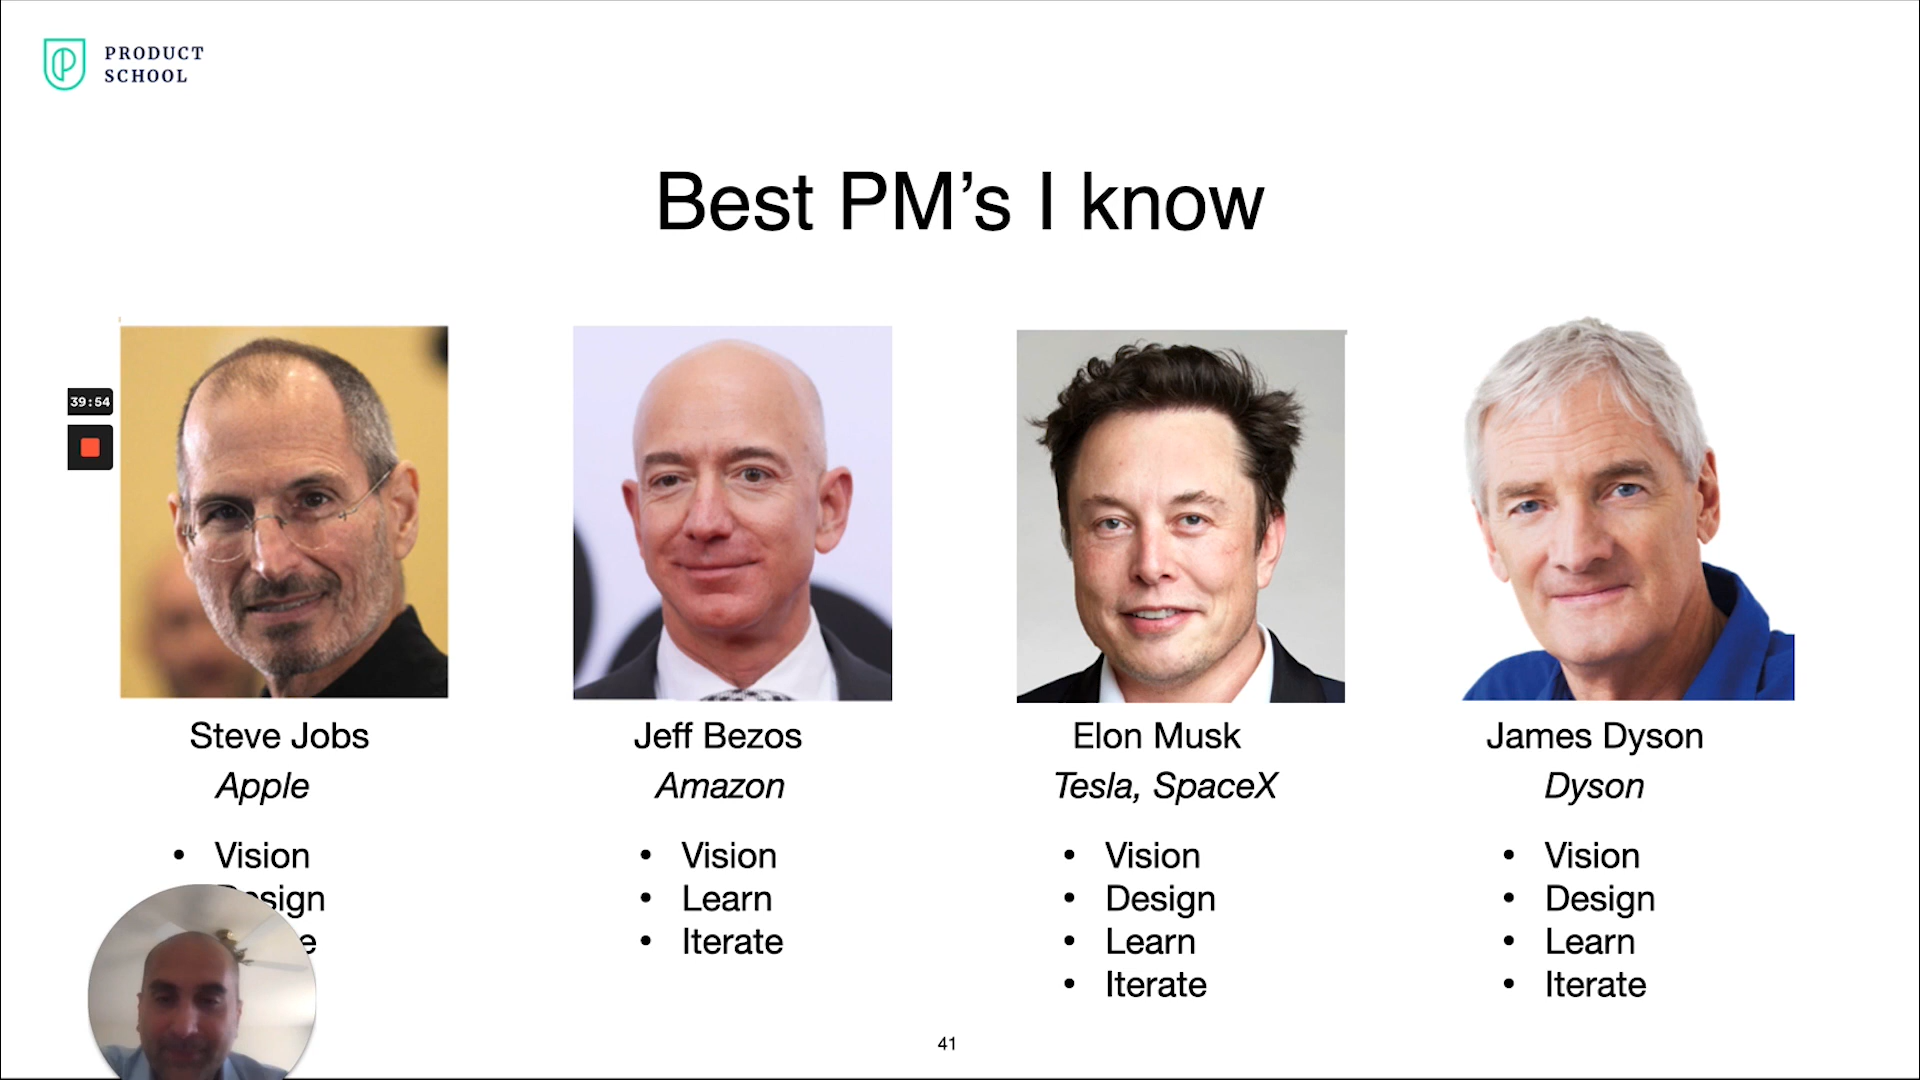 PRODUCT
SCHOOL
Best PM’s I know
39:54
Steve Jobs
Apple
• Vision
Jeff Bezos
Amazon
• Vision
• Learn
• Iterate
Elon Musk
Tesla, SpaceX
• Vision
• Design
• Learn
• Iterate
James Dyson
Dyson
• Vision
• Design
• Learn
• Iterate
41